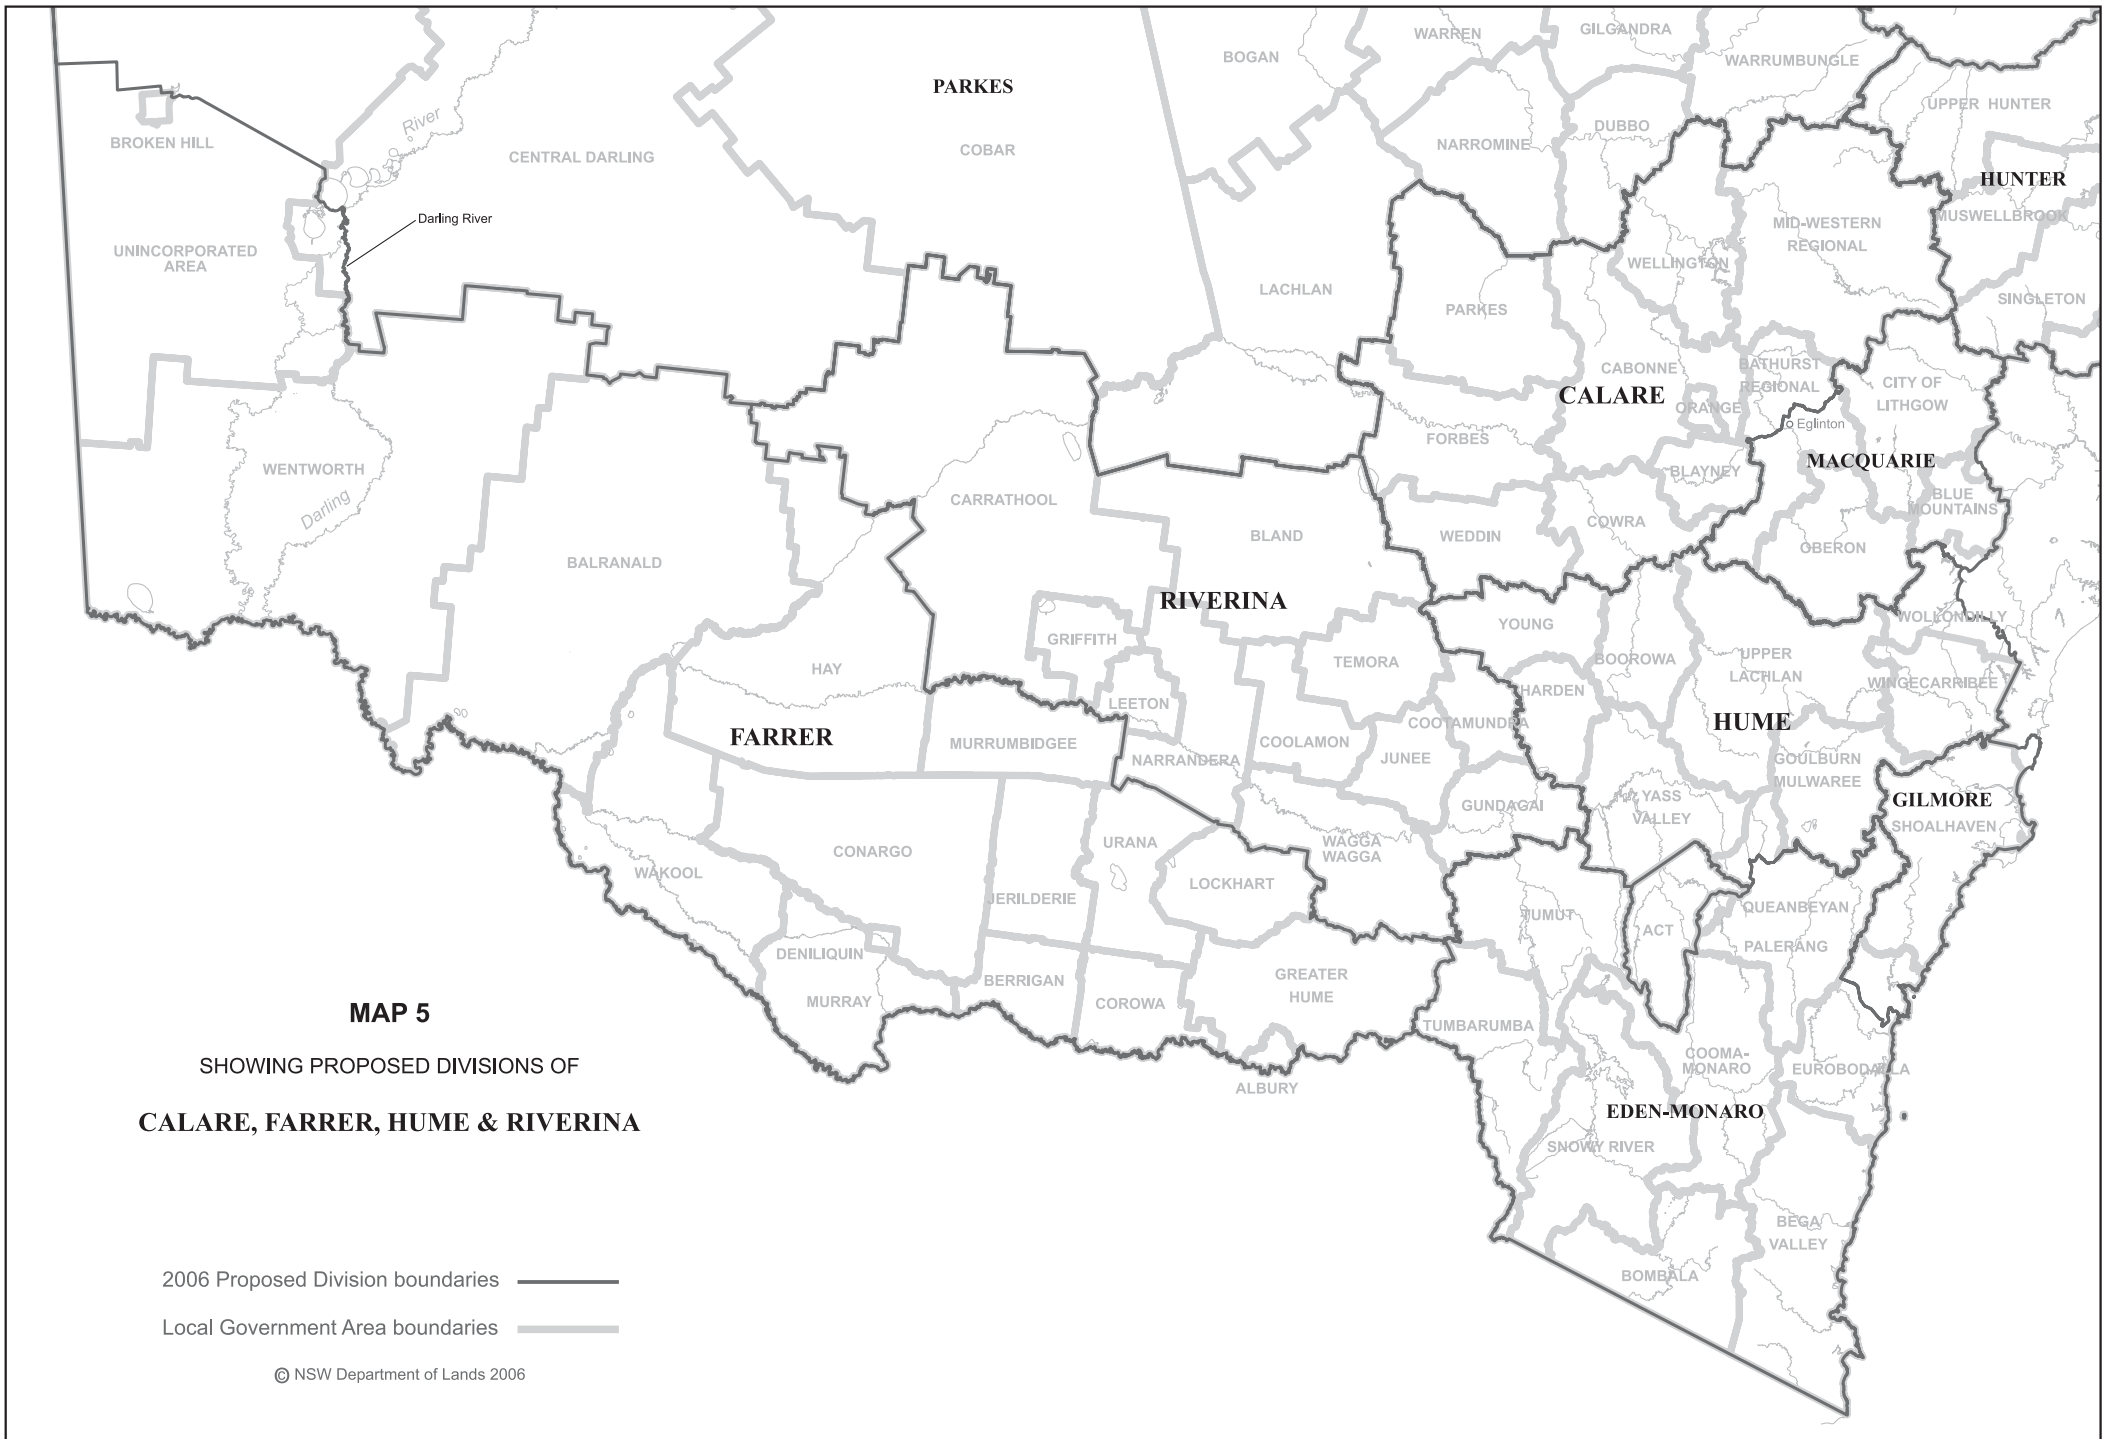 WARREN
GILGANDRA
BOGAN
WARRUMBUNGLE
PARKES
UPPER HUNTER
River
DUBBO
BROKEN HILL
NARROMINE
CENTRAL DARLING
COBAR
HUNTER
Darling River
MUSWELLBROOK
MID-WESTERN
REGIONAL
UNINCORPORATED
AREA
WELLINGTON
LACHLAN
SINGLETON
PARKES
CABONNE
BATHURST
REGIONAL
CITY OF
LITHGOW
CALARE
ORANGE
Eglinton
FORBES
MACQUARIE
WENTWORTH
BLAYNEY
Darling
CARRATHOOL
BLUE
MOUNTAINS
COWRA
WEDDIN
BLAND
OBERON
BALRANALD
RIVERINA
WOLLONDILLY
YOUNG
GRIFFITH
BOOROWA
UPPER
LACHLAN
TEMORA
HAY
WINGECARRIBEE
HARDEN
LEETON
COOTAMUNDRA
HUME
FARRER
MURRUMBIDGEE
COOLAMON
JUNEE
NARRANDERA
GOULBURN
MULWAREE
YASS
VALLEY
GUNDAGAI
GILMORE
SHOALHAVEN
URANA
WAGGA
WAGGA
CONARGO
WAKOOL
LOCKHART
JERILDERIE
QUEANBEYAN
TUMUT
ACT
PALERANG
DENILIQUIN
GREATER
HUME
BERRIGAN
MURRAY
COROWA
TUMBARUMBA
COOMA-
MONARO
EUROBODALLA
ALBURY
EDEN-MONARO
SNOWY RIVER
BEGA
VALLEY
BOMBALA
MAP 5
SHOWING PROPOSED DIVISIONS OF
CALARE, FARRER, HUME & RIVERINA
2006 Proposed Division boundaries
Local Government Area boundaries
© NSW Department of Lands 2006